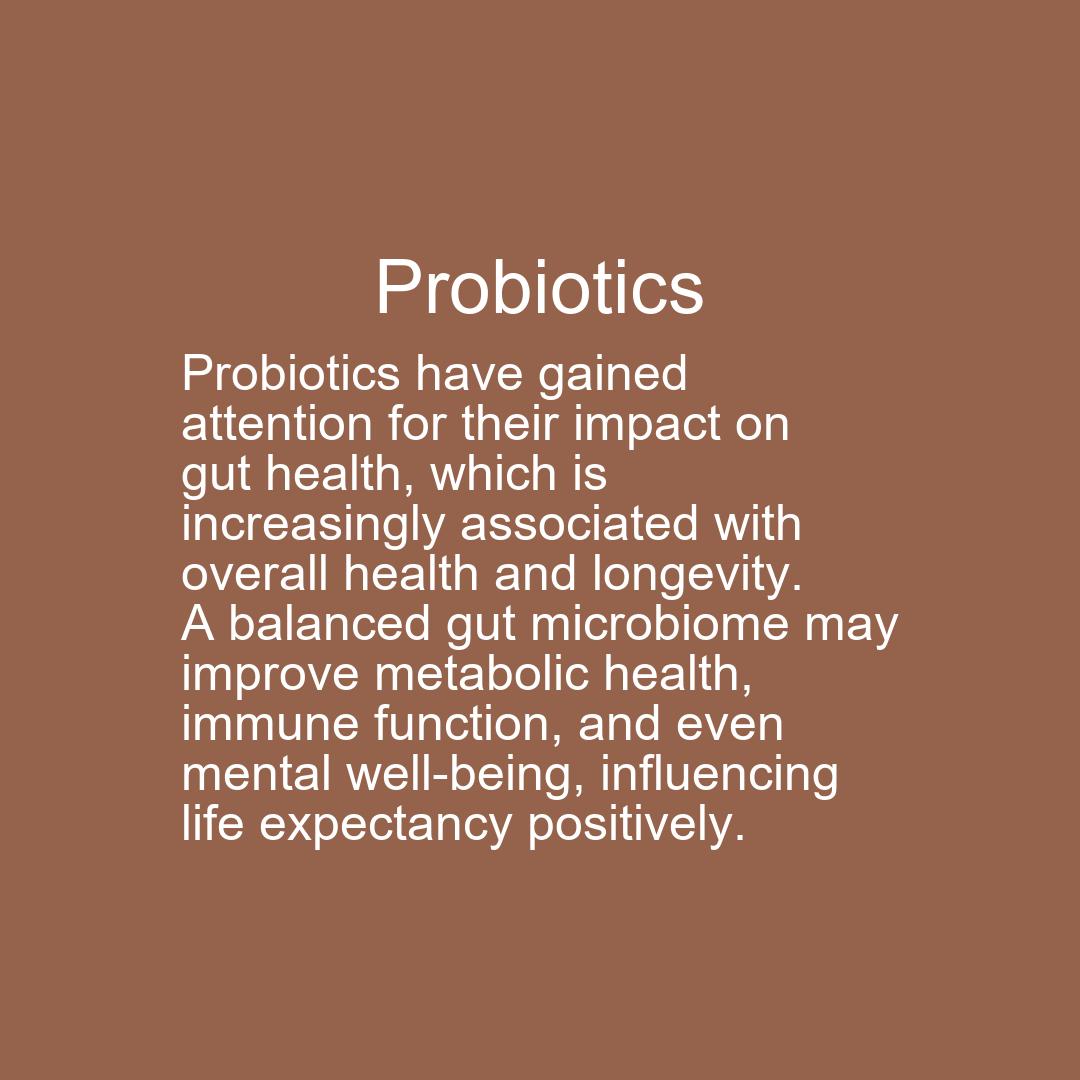 Probiotics
Probiotics have gained
attention for their impact on
gut health, which is
increasingly associated with
overall health and longevity.
A balanced gut microbiome may
improve metabolic health,
immune function, and even
mental well-being, influencing
life expectancy positively.